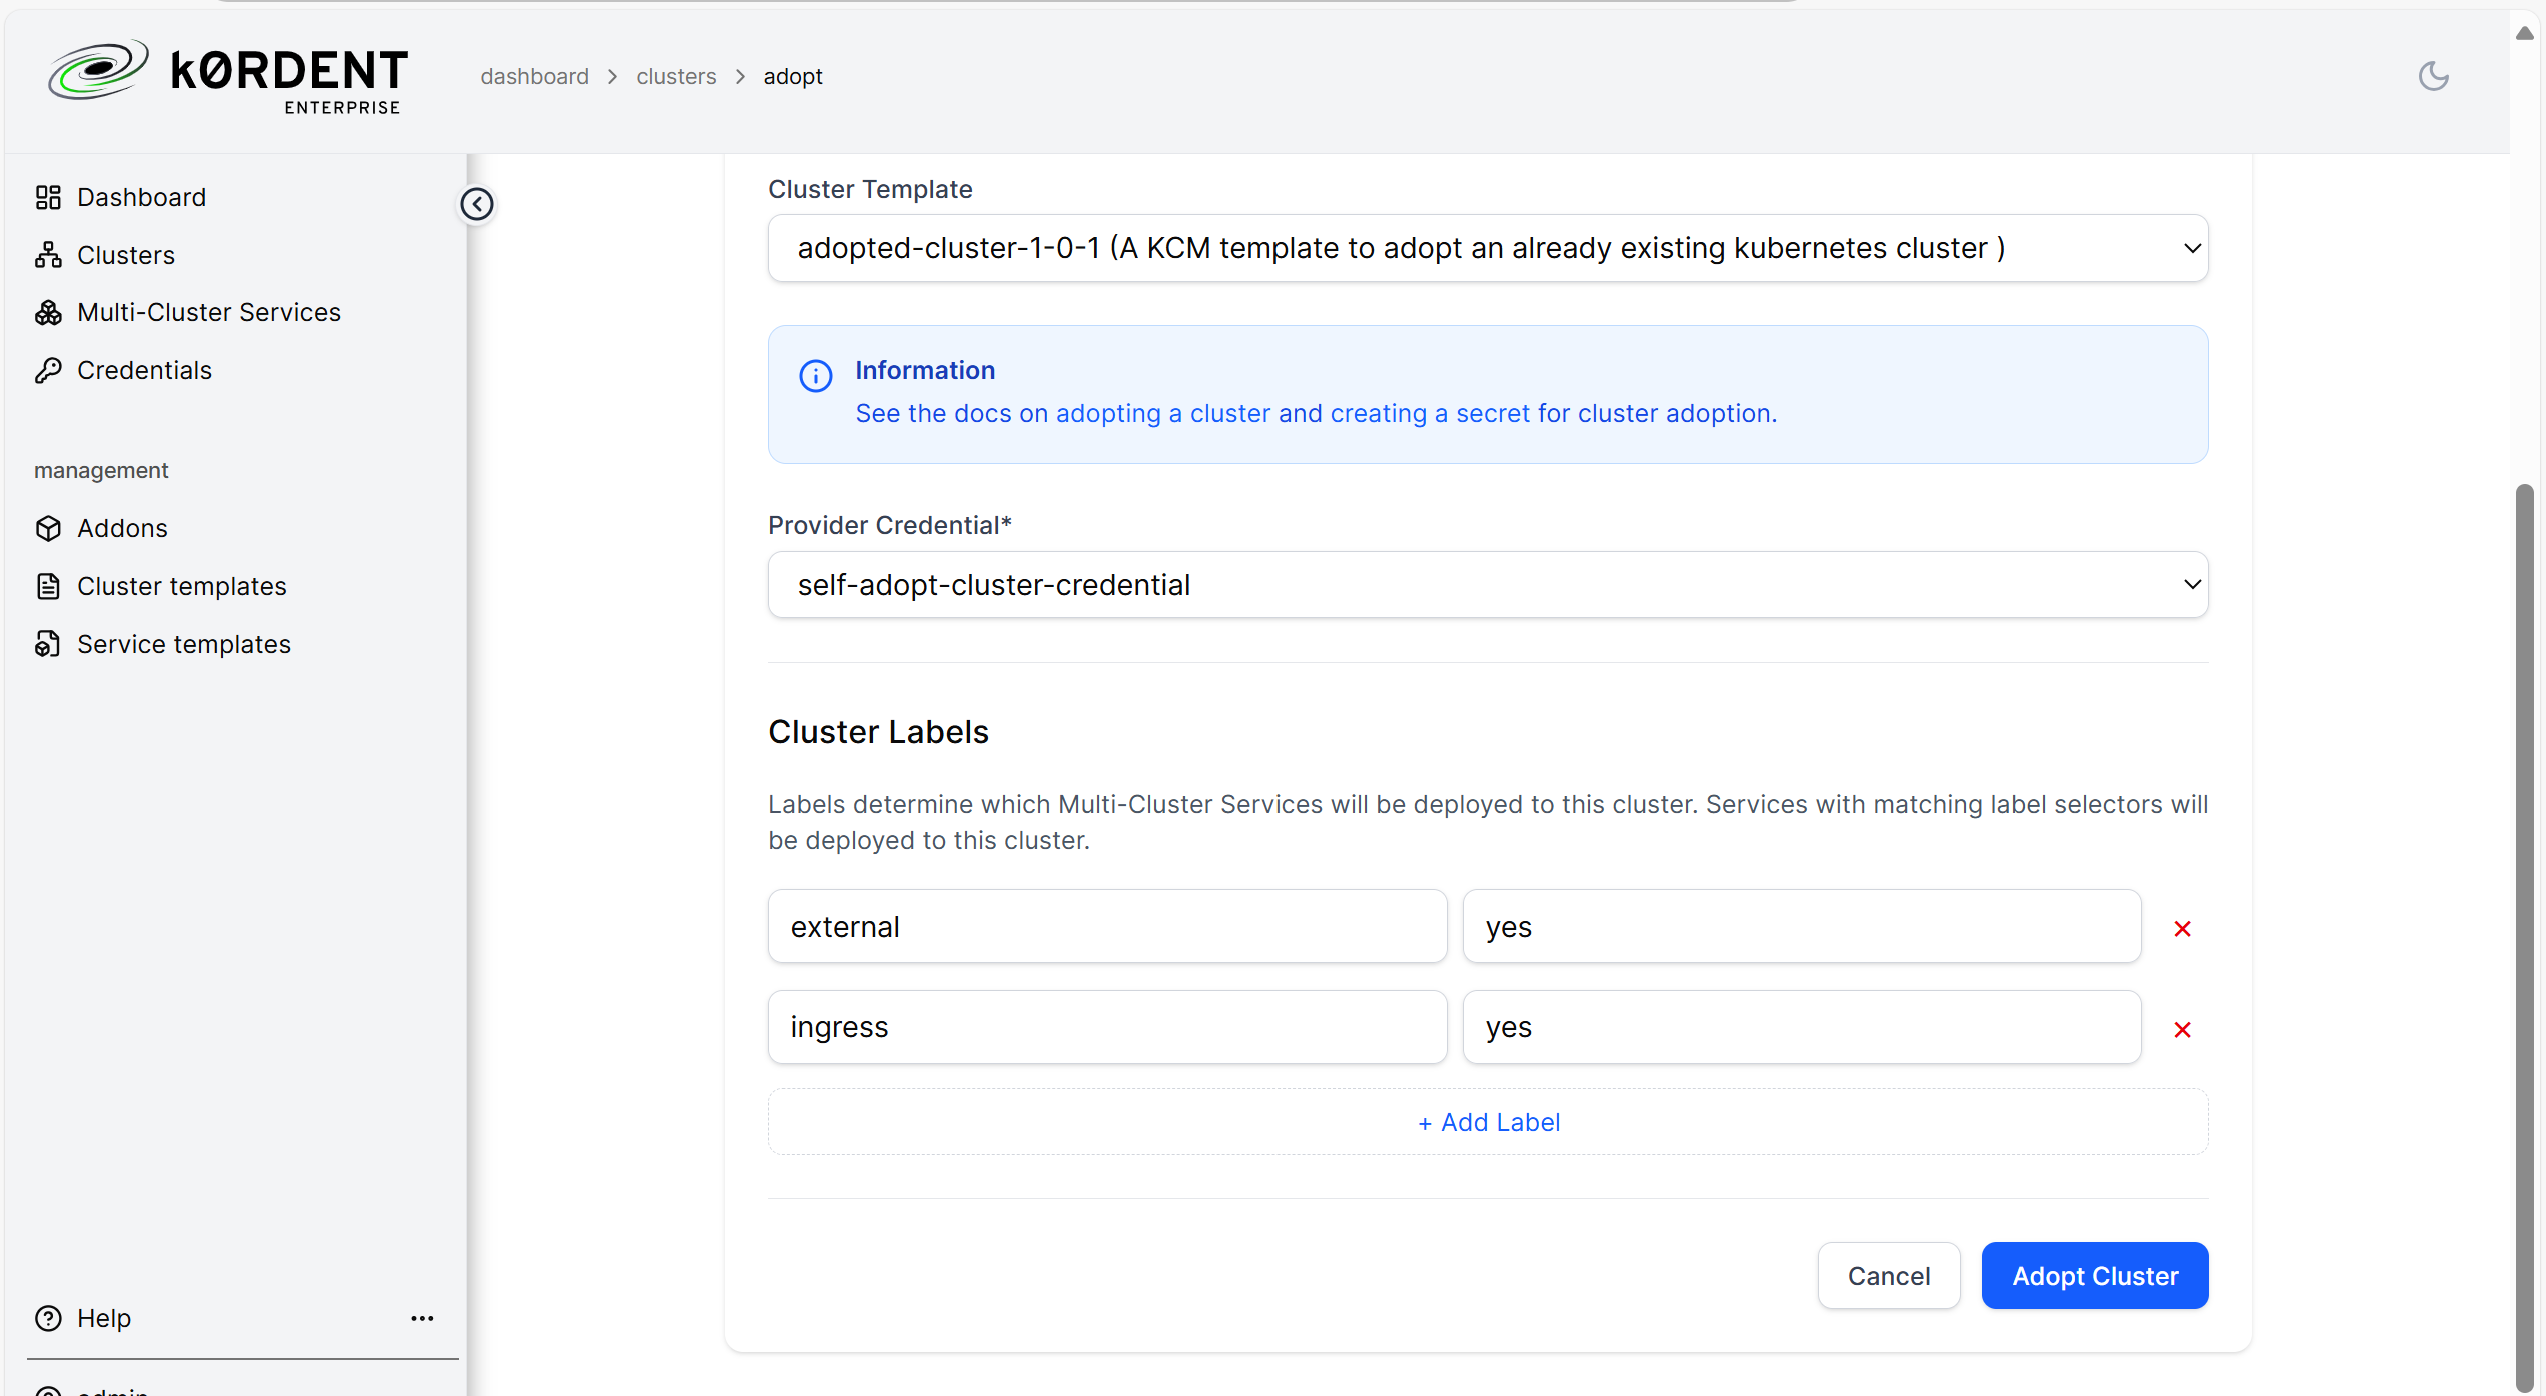 kØRDENT
ENTERPRISE
dashboard > clusters > adopt
Dashboard
Clusters
Multi-Cluster Services
Credentials
management
Addons
Cluster templates
Service templates
Help
admin
Cluster Template
adopted-cluster-1-0-1 (A KCM template to adopt an already existing kubernetes cluster )
Information
See the docs on adopting a cluster and creating a secret for cluster adoption.
Provider Credential*
self-adopt-cluster-credential
Cluster Labels
Labels determine which Multi-Cluster Services will be deployed to this cluster. Services with matching label selectors will
be deployed to this cluster.
external yes
ingress yes
+ Add Label
Cancel Adopt Cluster